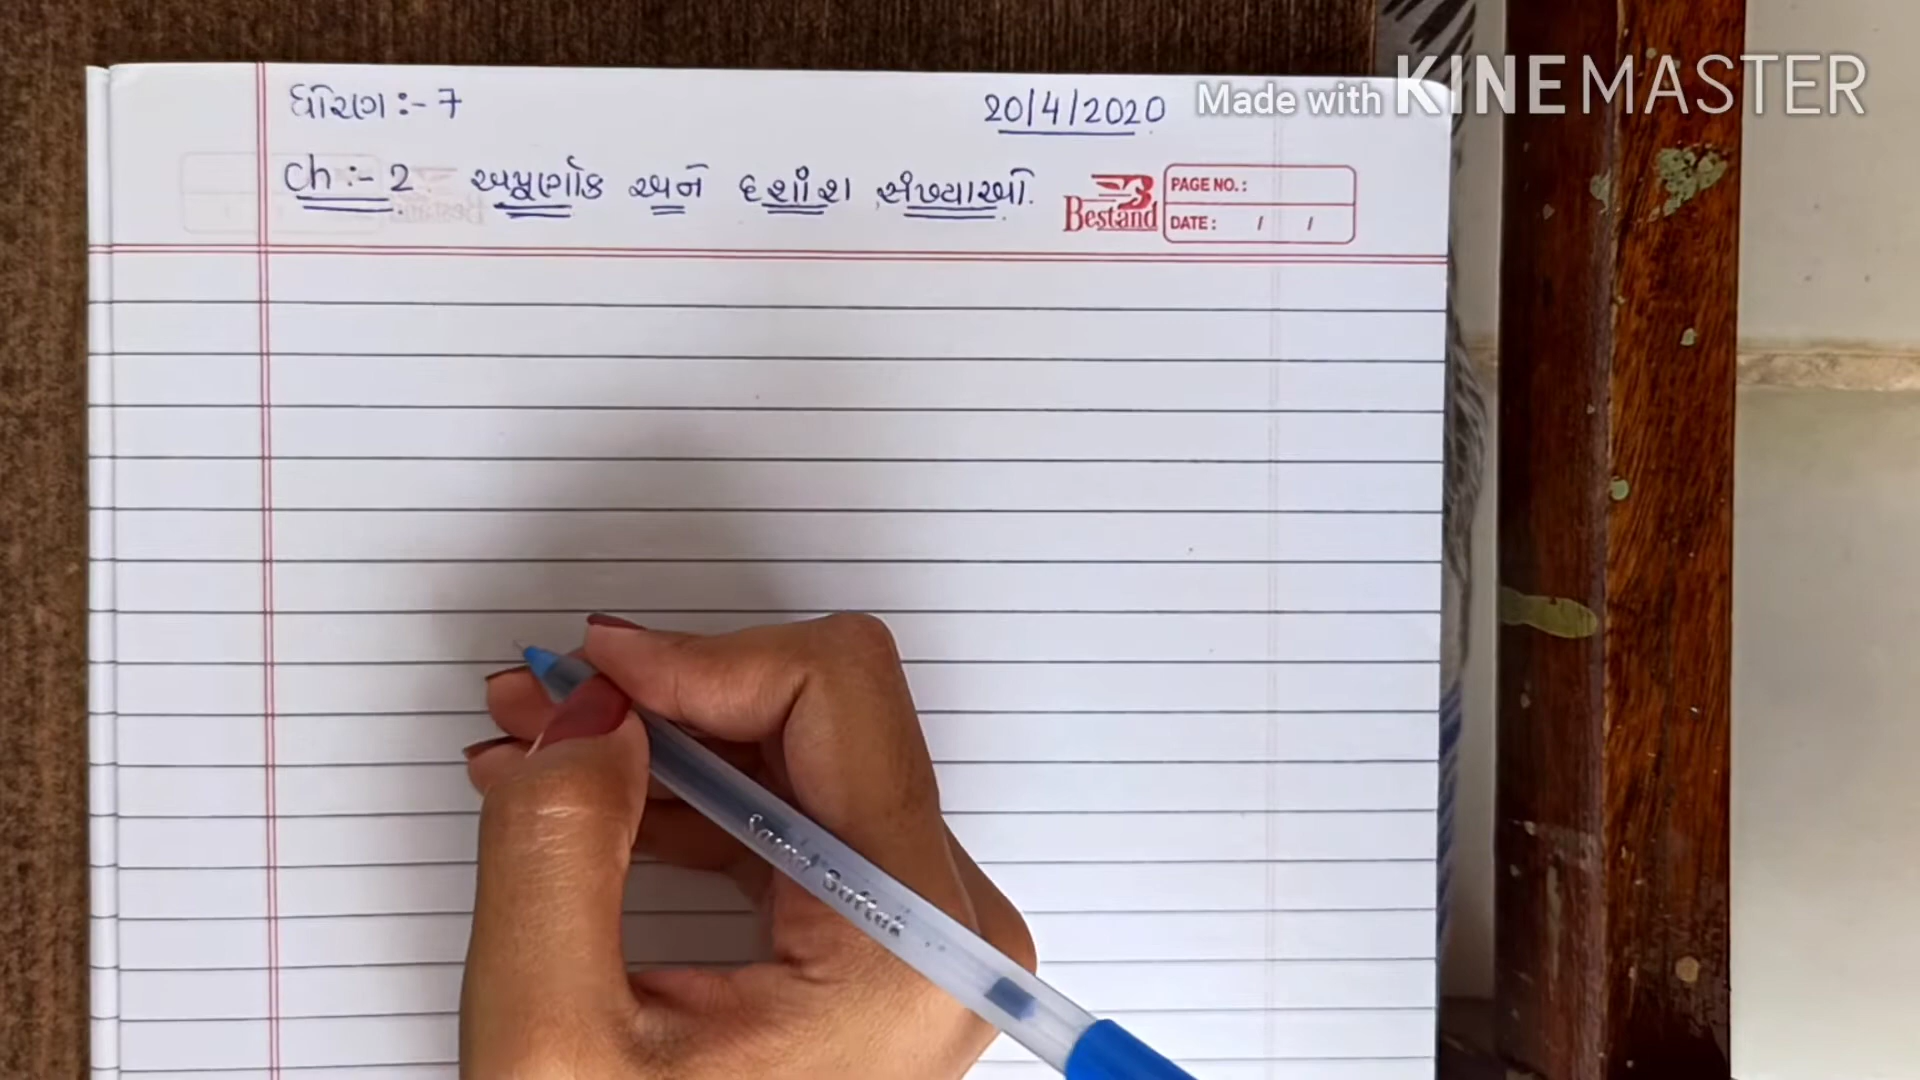 ધોરણ :- 7
20/4/2020
Made with KINEMASTER
Ch :- 2 અપૂર્ણાંક અને દશાંશ સંખ્યાઓ.
Bestand
PAGE NO. :
DATE : / /